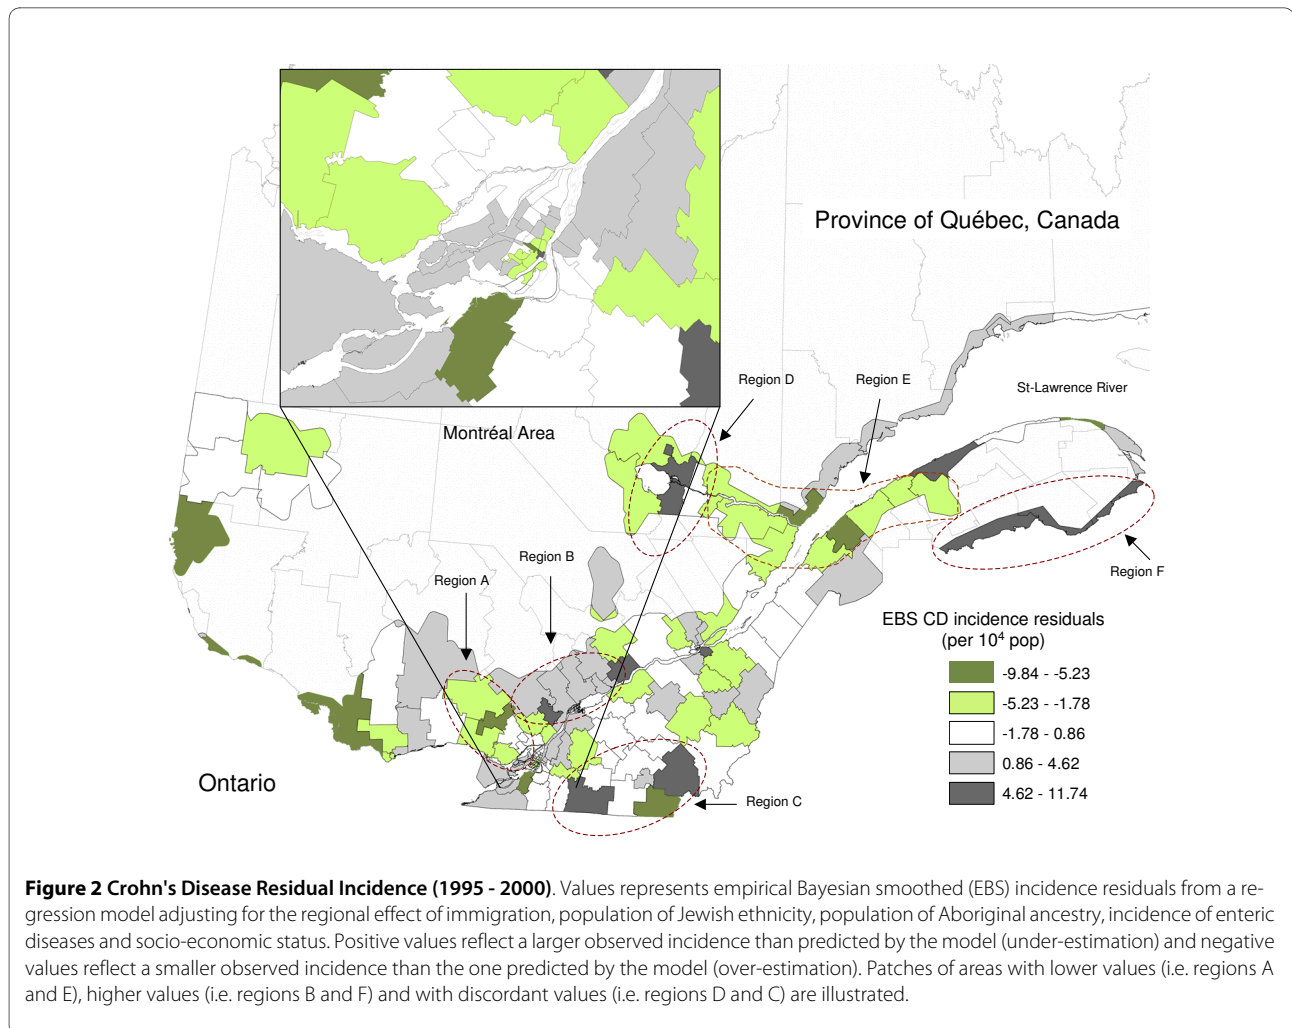 Province of Québec, Canada
Region D
Region E
St-Lawrence River
Montréal Area
Region B
Region A
Region F
EBS CD incidence residuals
(per 10⁴ pop)
-9.84 - -5.23
-5.23 - -1.78
-1.78 - 0.86
0.86 - 4.62
4.62 - 11.74
Ontario
Region C
Figure 2 Crohn's Disease Residual Incidence (1995 - 2000). Values represents empirical Bayesian smoothed (EBS) incidence residuals from a re-
gression model adjusting for the regional effect of immigration, population of Jewish ethnicity, population of Aboriginal ancestry, incidence of enteric
diseases and socio-economic status. Positive values reflect a larger observed incidence than predicted by the model (under-estimation) and negative
values reflect a smaller observed incidence than the one predicted by the model (over-estimation). Patches of areas with lower values (i.e. regions A
and E), higher values (i.e. regions B and F) and with discordant values (i.e. regions D and C) are illustrated.